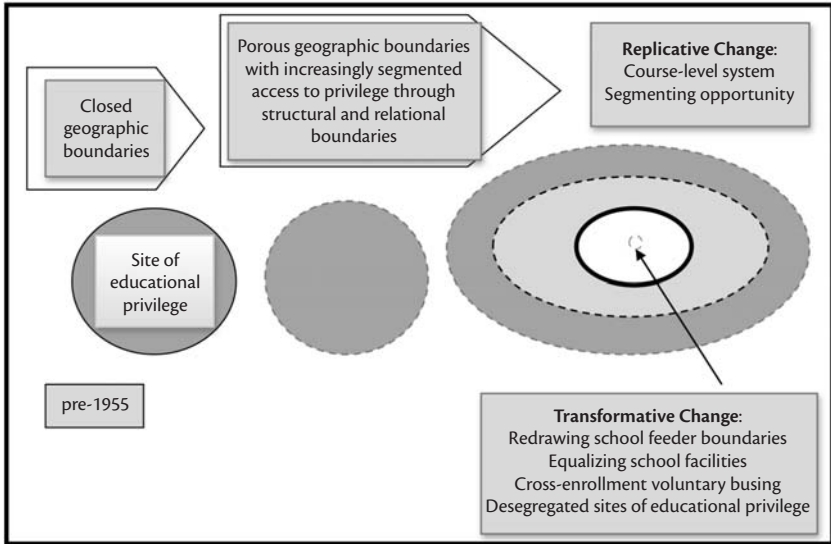 Closed
geographic
boundaries
Porous geographic boundaries
with increasingly segmented
access to privilege through
structural and relational
boundaries
Replicative Change:
Course-level system
Segmenting opportunity
Site of
educational
privilege
pre-1955
Transformative Change:
Redrawing school feeder boundaries
Equalizing school facilities
Cross-enrollment voluntary busing
Desegregated sites of educational privilege